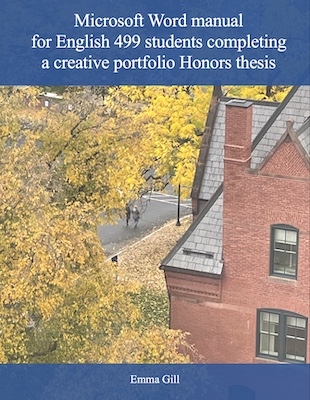 Microsoft Word manual
for English 499 students completing
a creative portfolio Honors thesis
Emma Gill